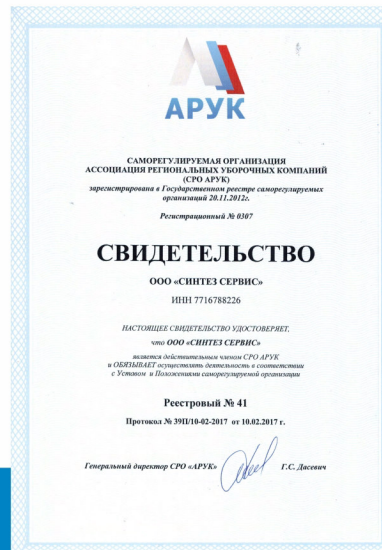 АРУК
САМОРЕГУЛИРУЕМАЯ ОРГАНИЗАЦИЯ
АССОЦИАЦИЯ РЕГИОНАЛЬНЫХ УБОРОЧНЫХ КОМПАНИЙ
(СРО АРУК)
зарегистрирована в Государственном реестре саморегулируемых
организаций 20.11.2012г.
Регистрационный № 0307
СВИДЕТЕЛЬСТВО
ООО «СИНТЕЗ СЕРВИС»
ИНН 7716788226
НАСТОЯЩЕЕ СВИДЕТЕЛЬСТВО УДОСТОВЕРЯЕТ,
что ООО «СИНТЕЗ СЕРВИС»
является действительным членом СРО АРУК
и ОБЯЗЫВАЕТ осуществлять деятельность в соответствии
с Уставом и Положениями саморегулируемой организации
Реестровый № 41
Протокол № 39П/10-02-2017 от 10.02.2017 г.
Генеральный директор СРО «АРУК» Г.С. Дасевич